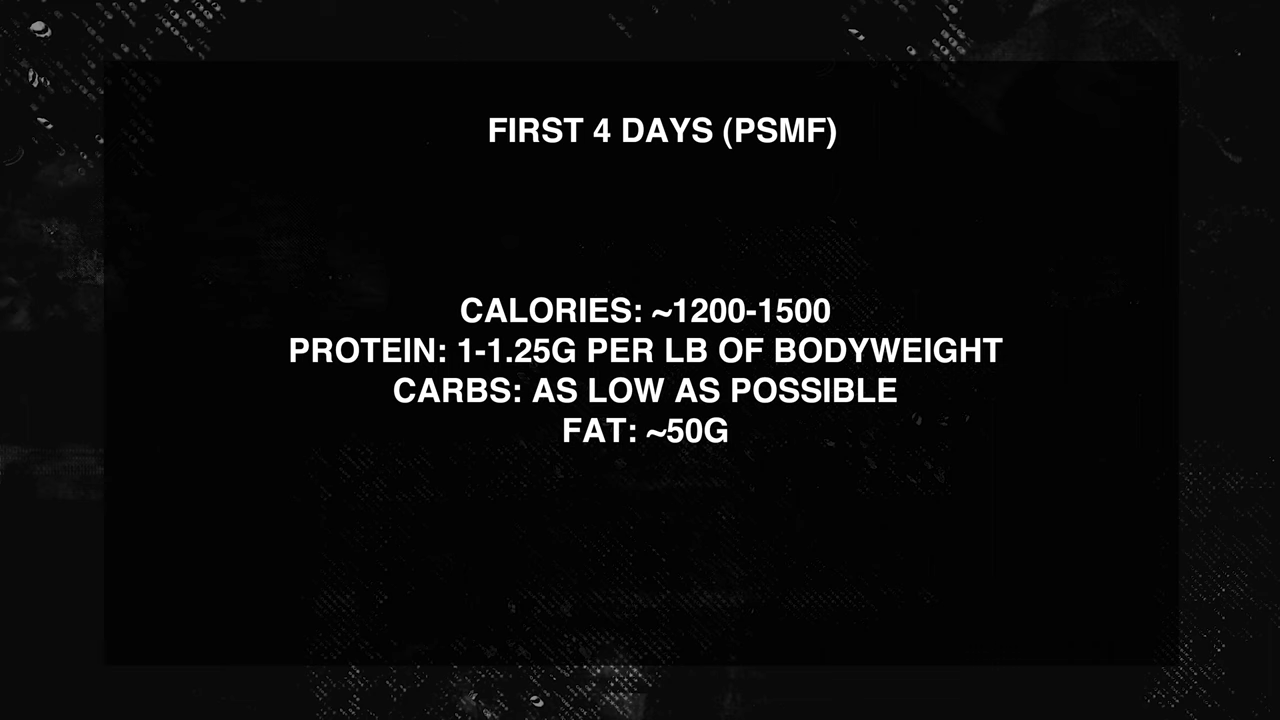 FIRST 4 DAYS (PSMF)
CALORIES: ~1200-1500
PROTEIN: 1-1.25G PER LB OF BODYWEIGHT
CARBS: AS LOW AS POSSIBLE
FAT: ~50G